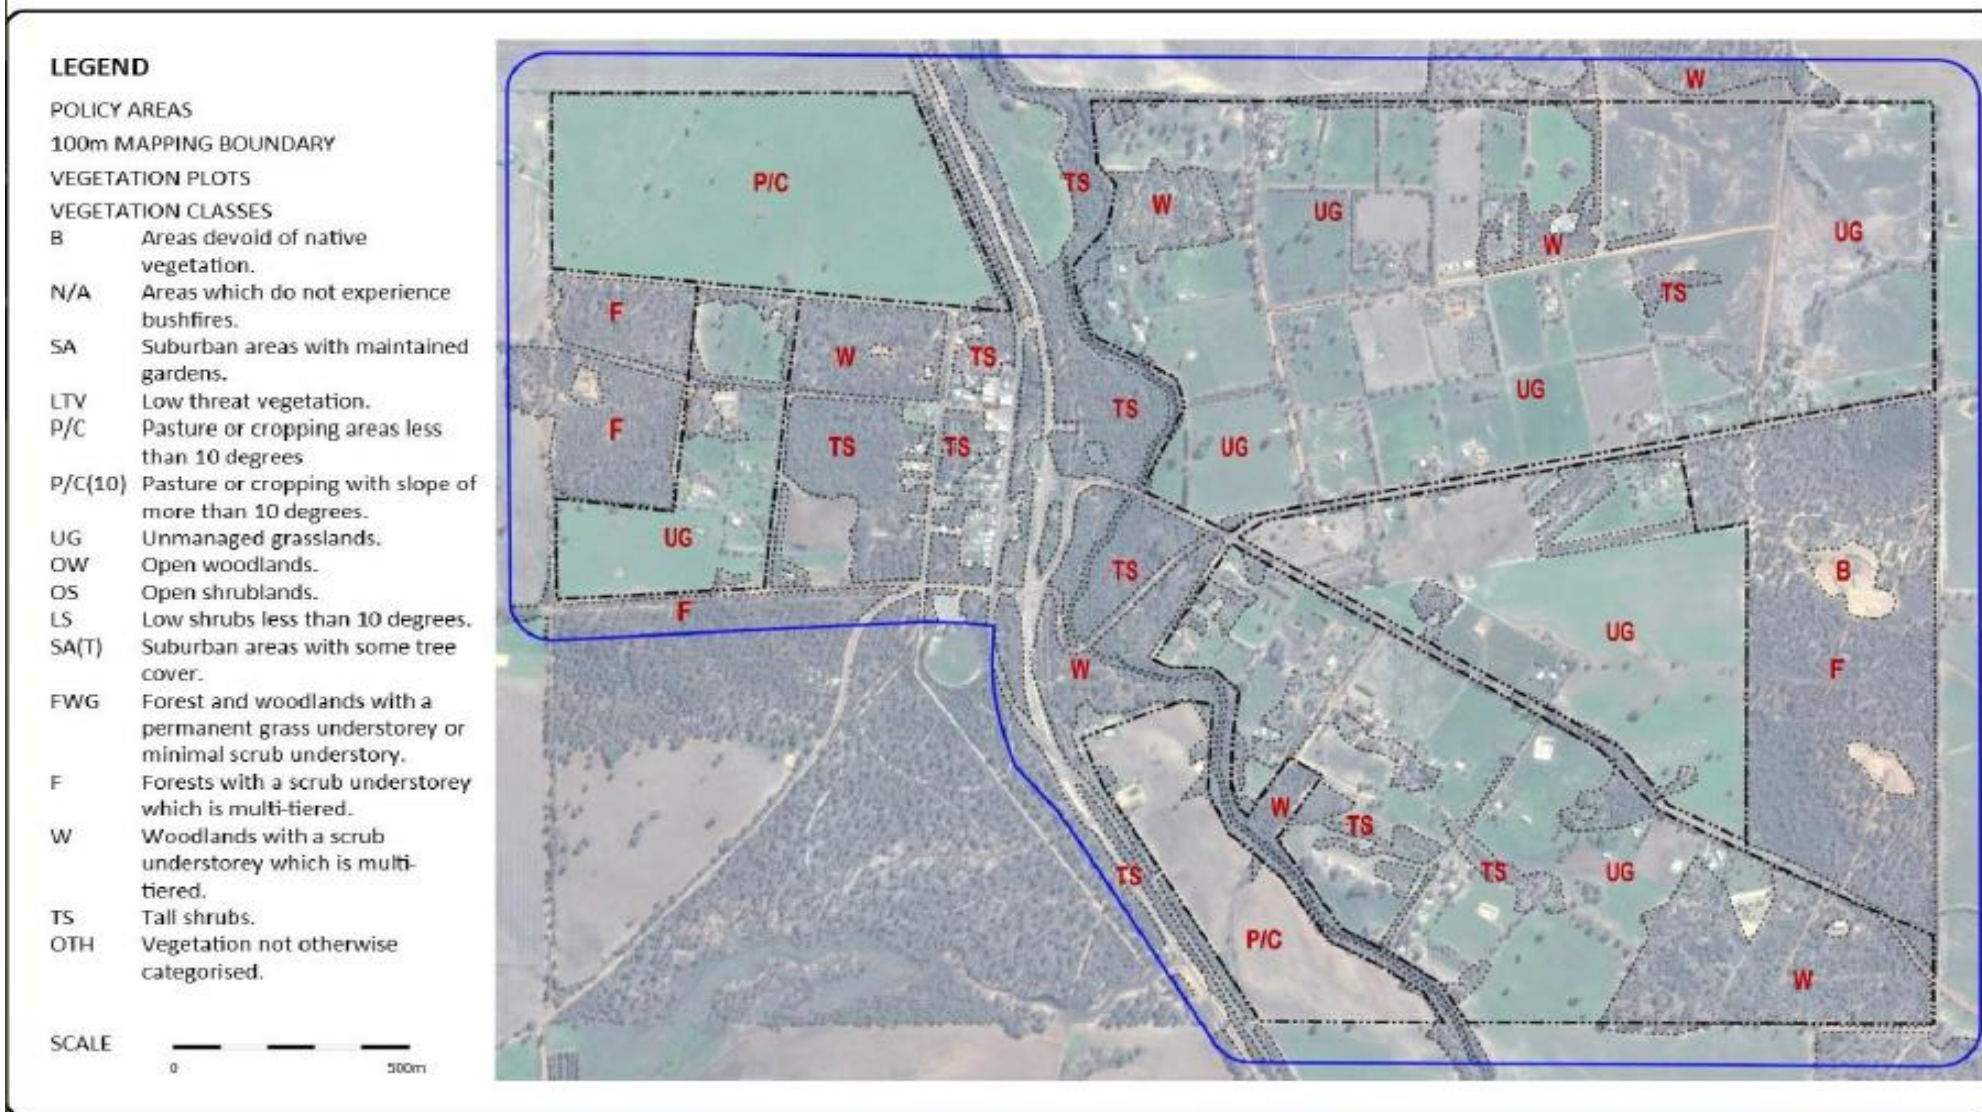 LEGEND
POLICY AREAS
100m MAPPING BOUNDARY
VEGETATION PLOTS
VEGETATION CLASSES
B Areas devoid of native
vegetation.
N/A Areas which do not experience
bushfires.
SA Suburban areas with maintained
gardens.
LTV Low threat vegetation.
P/C Pasture or cropping areas less
than 10 degrees
P/C(10) Pasture or cropping with slope of
more than 10 degrees.
UG Unmanaged grasslands.
OW Open woodlands.
OS Open shrublands.
LS Low shrubs less than 10 degrees.
SA(T) Suburban areas with some tree
cover.
FWG Forest and woodlands with a
permanent grass understorey or
minimal scrub understory.
F Forests with a scrub understorey
which is multi-tiered.
W Woodlands with a scrub
understorey which is multi-
tiered.
TS Tall shrubs.
OTH Vegetation not otherwise
categorised.
SCALE
0 500m
W
P/C
TS
W
UG
W
UG
TS
F
W
TS
UG
TS
F
TS
TS
UG
UG
TS
B
F
UG
W
F
W
TS
TS
TS
UG
P/C
W